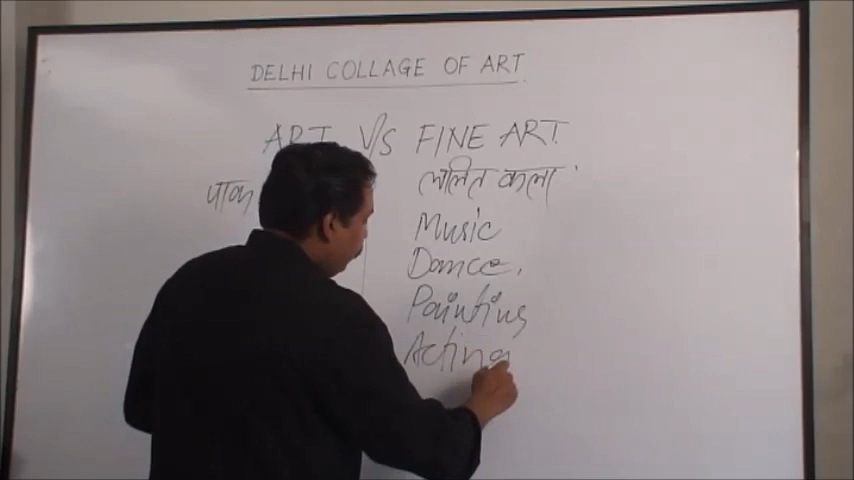 DELHI COLLAGE OF ART
ART V/S FINE ART
पाक ललित कला
Music
Dance.
Painting
Acting